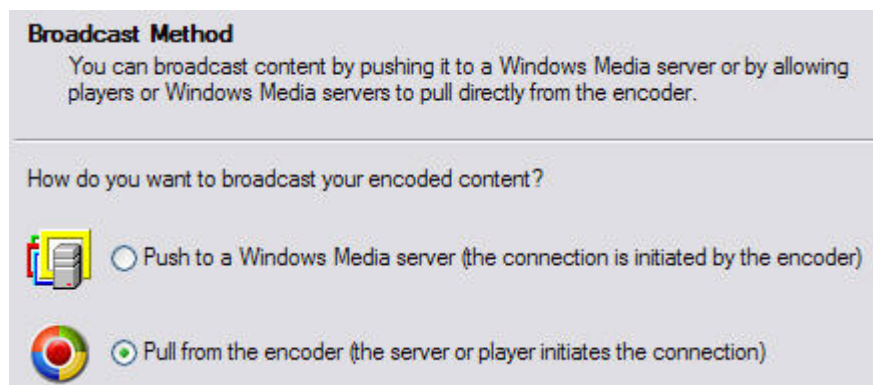 Broadcast Method
You can broadcast content by pushing it to a Windows Media server or by allowing
players or Windows Media servers to pull directly from the encoder.
How do you want to broadcast your encoded content?
Push to a Windows Media server (the connection is initiated by the encoder)
Pull from the encoder (the server or player initiates the connection)